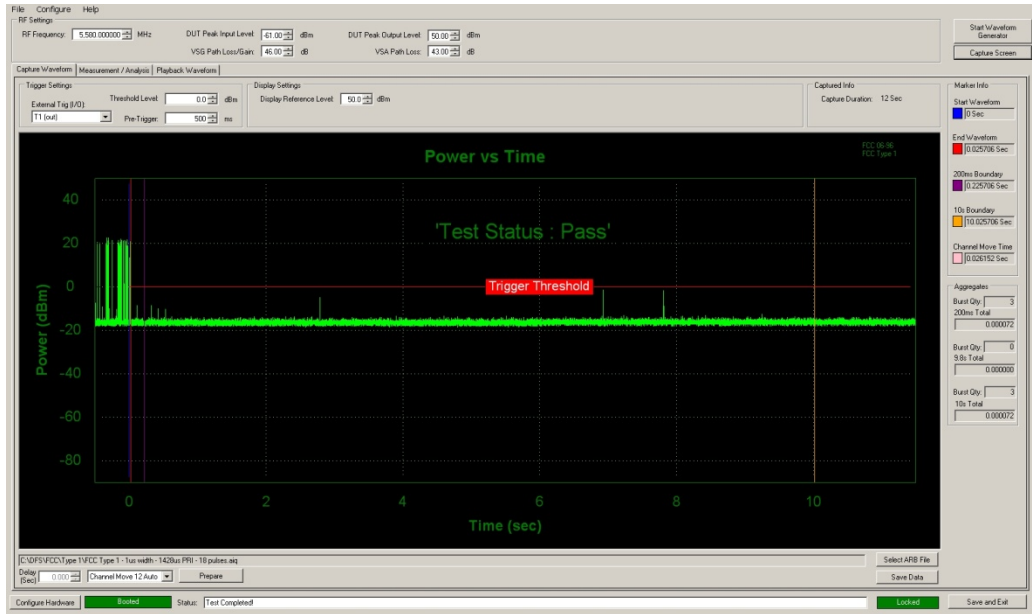 File Configure Help
RF Settings
RF Frequency: 5,580.000000 MHz DUT Peak Input Level: -61.00 dBm DUT Peak Output Level: 50.00 dBm
VSG Path Loss/Gain: 46.00 dB VSA Path Loss: 43.00 dB
Start Waveform Generator
Capture Screen
Capture Waveform Measurement / Analysis Playback Waveform
Trigger Settings
External Trig (I/O): Threshold Level: 0.0 dBm
T1 (out) Pre-Trigger: 500 ms
Display Settings
Display Reference Level: 50.0 dBm
Captured Info
Capture Duration: 12 Sec
Marker Info
Start Waveform
0 Sec
End Waveform
0.025706 Sec
200ms Boundary
0.225706 Sec
10s Boundary
10.025706 Sec
Channel Move Time
0.026152 Sec
Aggregates
Burst Qty: 3
200ms Total
0.000072
Burst Qty: 0
9.8s Total
0.000000
Burst Qty: 3
10s Total
0.000072
Power vs Time
FCC 06-96
FCC Type 1
'Test Status : Pass'
Trigger Threshold
Power (dBm)
40
20
0
-20
-40
-60
-80
0 2 4 6 8 10
Time (sec)
C:\DFS\FCC\Type 1\FCC Type 1 - 1us width - 1428us PRI - 18 pulses.aiq
Select ARB File
Delay (Sec) 0.000 Channel Move 12 Auto Prepare
Save Data
Configure Hardware Booted Status: Test Completed! Locked Save and Exit